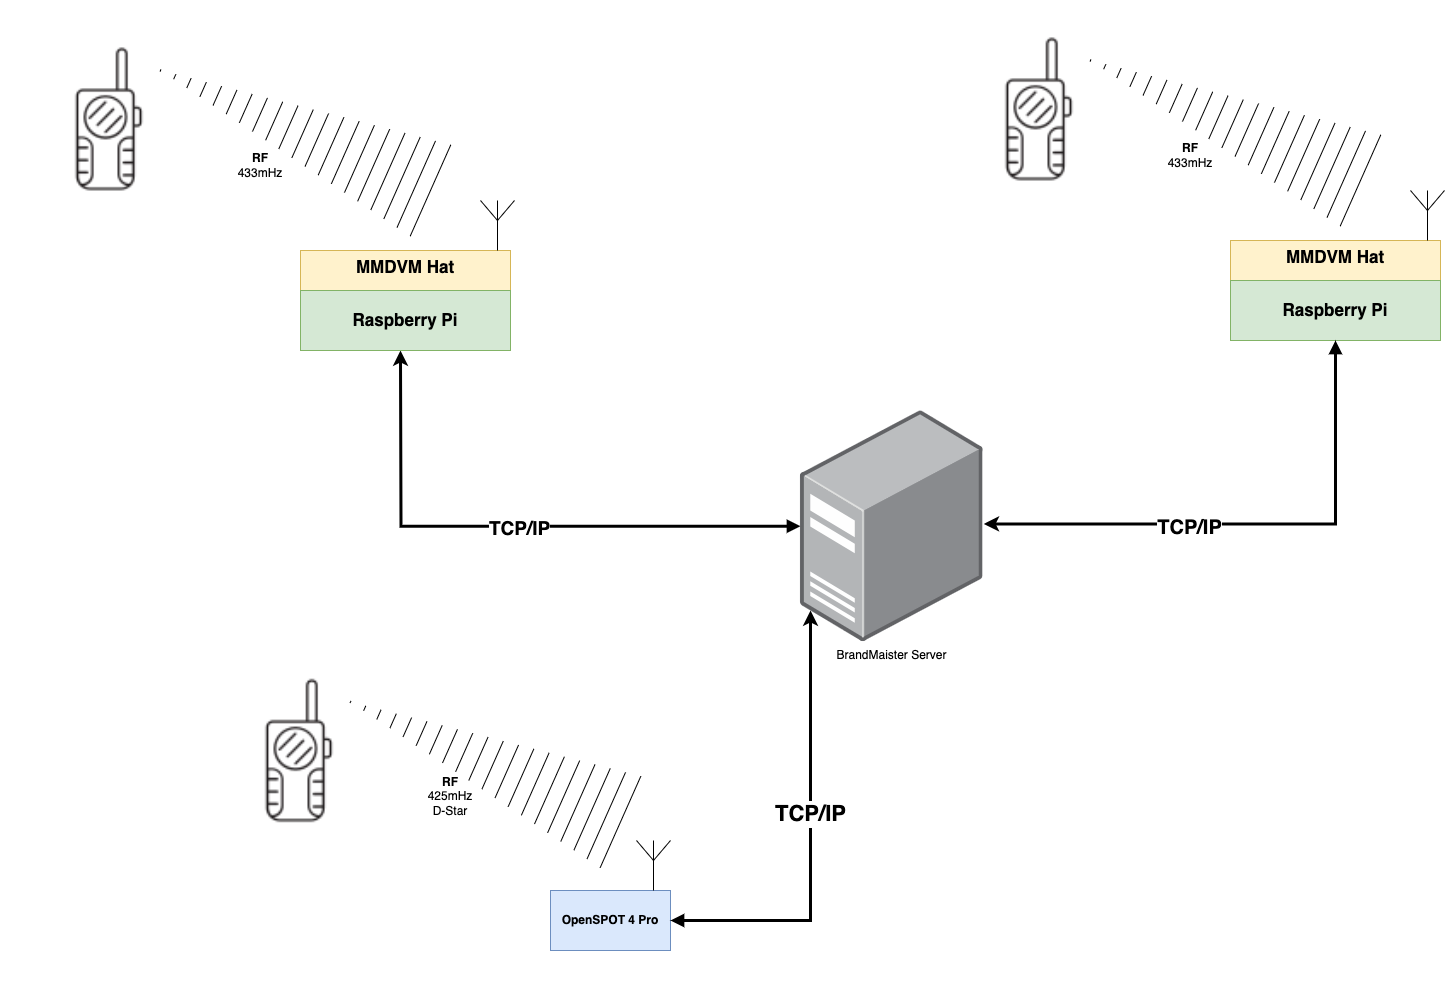 RF
433mHz
MMDVM Hat
Raspberry Pi
RF
433mHz
MMDVM Hat
Raspberry Pi
TCP/IP
TCP/IP
BrandMaister Server
RF
425mHz
D-Star
TCP/IP
OpenSPOT 4 Pro